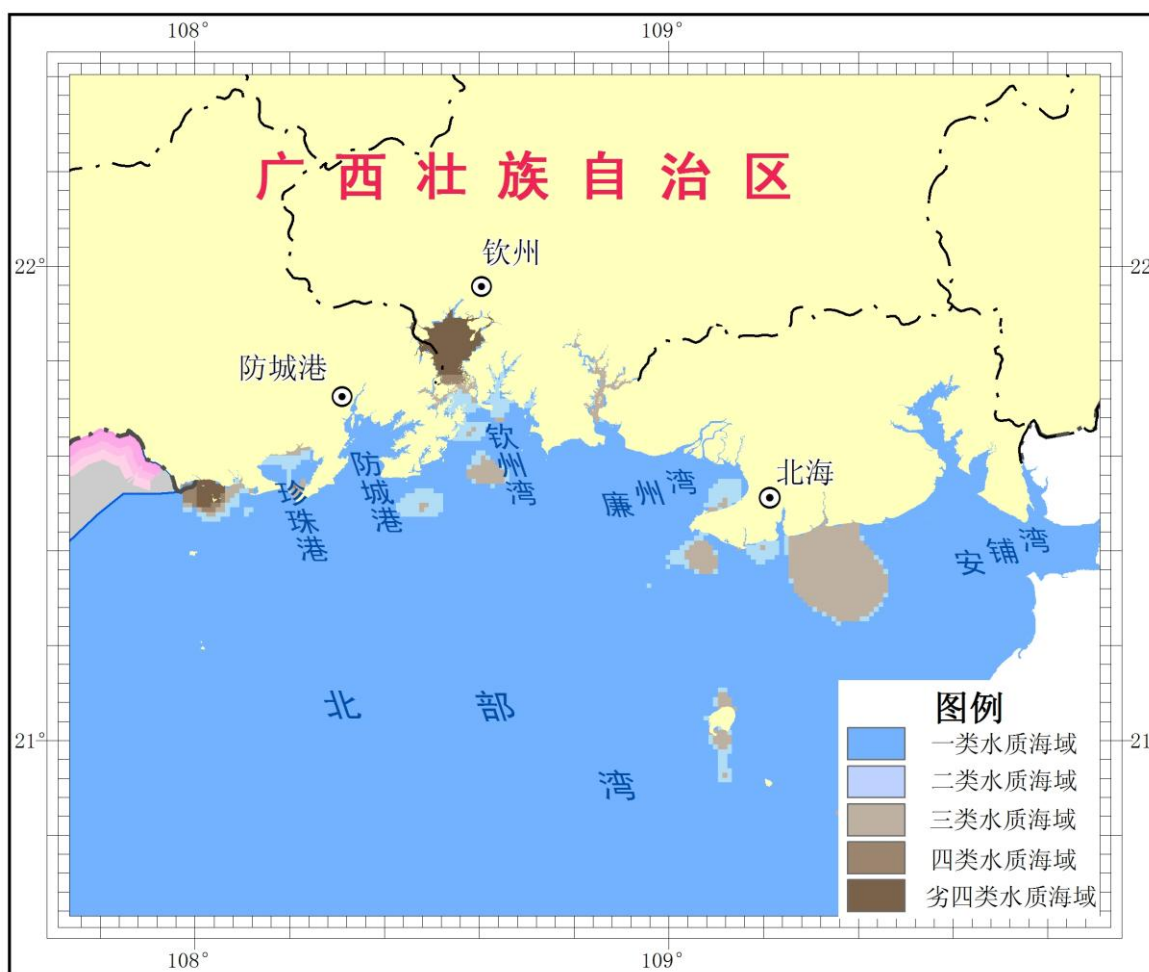 108°
109°
广西壮族自治区
22°
22
钦州
防城港
钦州湾
防城港
珍珠港
廉州湾
北海
安铺湾
北部湾
21°
21
图例
一类水质海域
二类水质海域
三类水质海域
四类水质海域
劣四类水质海域
108°
109°